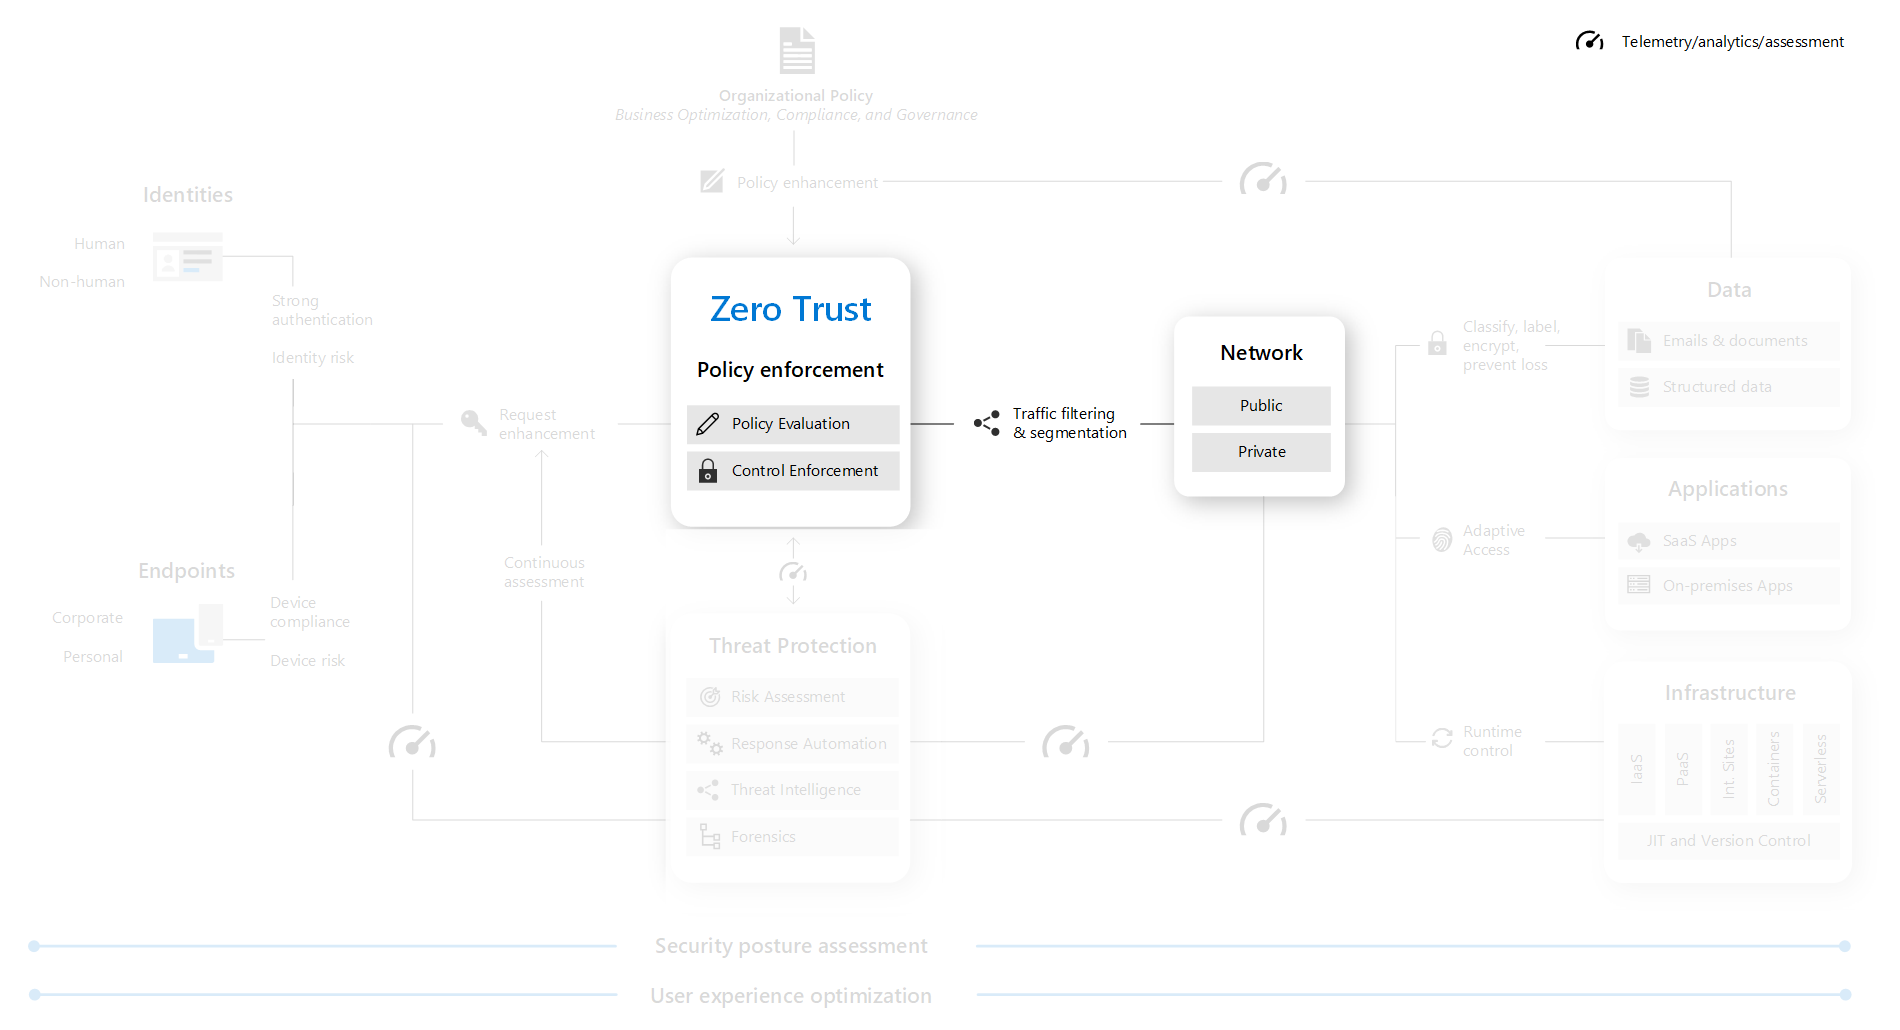 Telemetry/analytics/assessment
Organizational Policy
Business Optimization, Compliance, and Governance
Policy enhancement
Identities
Human
Non-human
Strong
authentication
Identity risk
Request
enhancement
Zero Trust
Policy enforcement
Policy Evaluation
Control Enforcement
Traffic filtering
& segmentation
Network
Public
Private
Classify, label,
encrypt,
prevent loss
Data
Emails & documents
Structured data
Adaptive
Access
Applications
SaaS Apps
On-premises Apps
Endpoints
Corporate
Personal
Device
compliance
Device risk
Continuous
assessment
Threat Protection
Risk Assessment
Response Automation
Threat Intelligence
Forensics
Runtime
control
Infrastructure
IaaS
PaaS
Int. Sites
Containers
Serverless
JIT and Version Control
Security posture assessment
User experience optimization